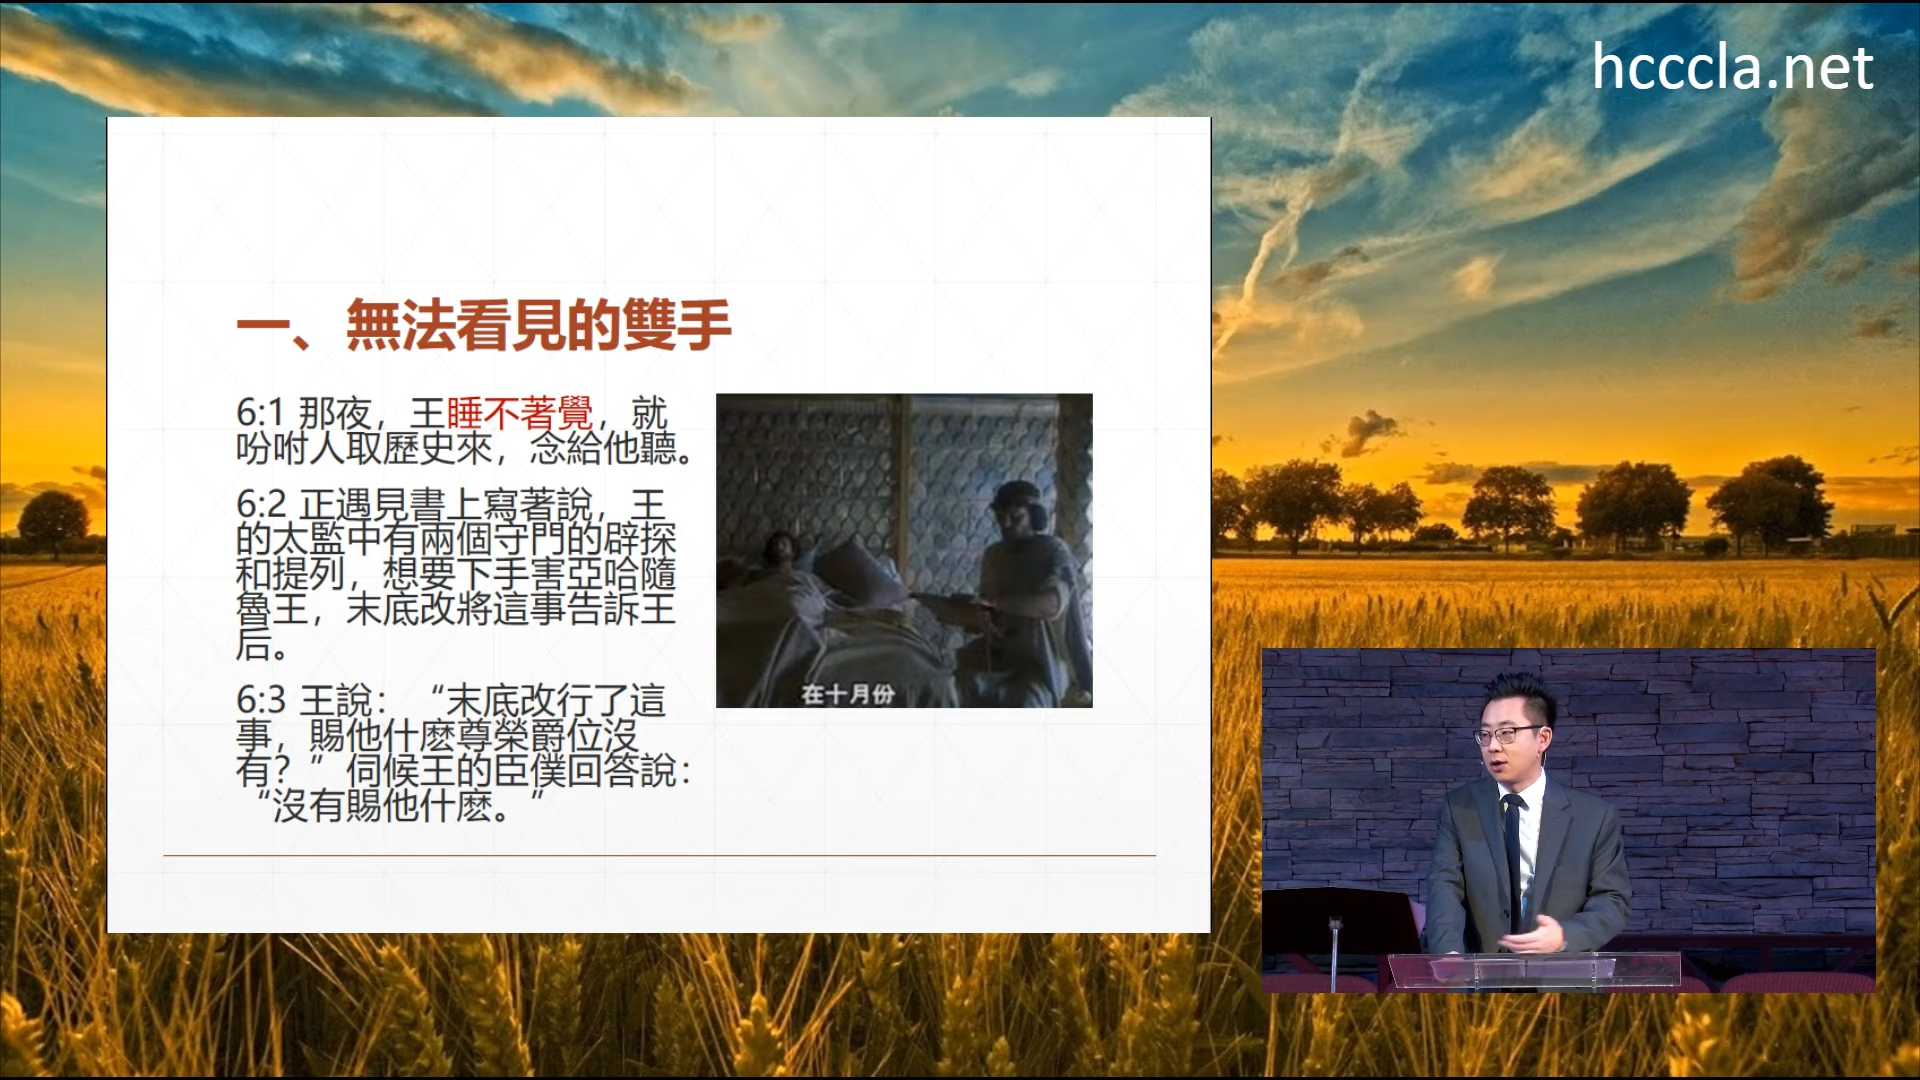 hcccla.net
一、無法看見的雙手
6:1 那夜，王睡不著覺，就
吩咐人取歷史來，念給他聽。
6:2 正遇見書上寫著說，王
的太監中有兩個守門的辟探
和提列，想要下手害亞哈隨
魯王，末底改將這事告訴王
后。
6:3 王說：“末底改行了這
事，賜他什麽尊榮爵位沒
有？”伺候王的臣僕回答說：
“沒有賜他什麽。”
在十月份